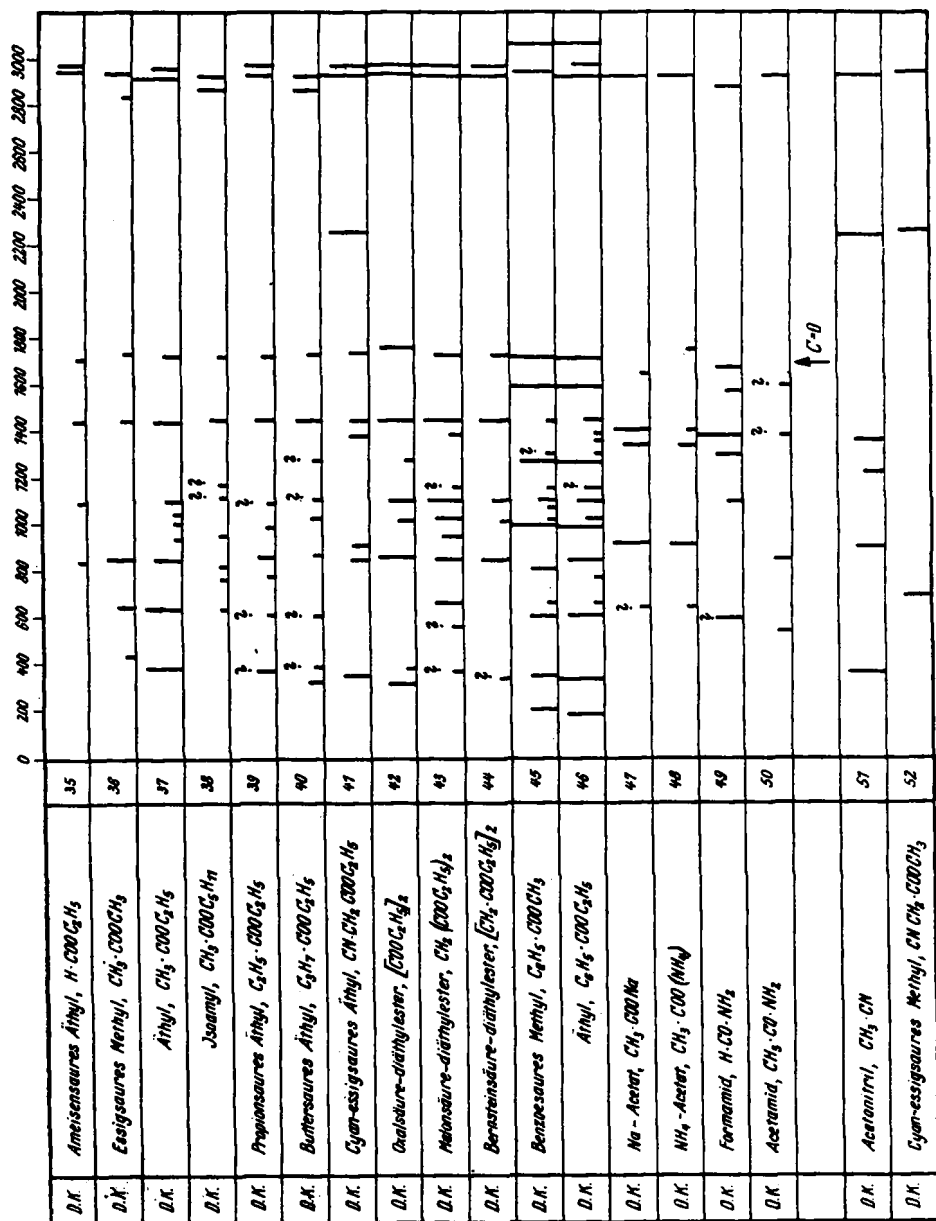 0 200 400 600 800 1000 1200 1400 1600 1800 2000 2200 2400 2600 2800 3000
D.K. Ameisensaures Äthyl, H·COOC₂H₅ 35
D.K. Essigsaures Methyl, CH₃·COOCH₃ 36
D.K. Äthyl, CH₃·COOC₂H₅ 37
D.K. Jsoamyl, CH₃·COOC₅H₁₁ 38 ? ?
D.K. Propionsaures Äthyl, C₂H₅·COOC₂H₅ 39 ? ? ?
D.K. Buttersaures Äthyl, C₃H₇·COOC₂H₅ 40 ? ? ? ?
D.K. Cyan-essigsaures Äthyl, CN·CH₂COOC₂H₅ 41
D.K. Oxalsäure-diäthylester, [COOC₂H₅]₂ 42
D.K. Malonsäure-diäthylester, CH₂(COOC₂H₅)₂ 43 ? ? ?
D.K. Bernsteinsäure-diäthylester, [CH₂·COOC₂H₅]₂ 44 ?
D.K. Benzoesaures Methyl, C₆H₅·COOCH₃ 45 ?
D.K. Äthyl, C₆H₅·COOC₂H₅ 46 ?
D.K. Na-Acetat, CH₃·COONa 47 ?
D.K. NH₄-Acetat, CH₃·COO(NH₄) 48
D.K. Formamid, H·CO·NH₂ 49 ?
D.K. Acetamid, CH₃·CO·NH₂ 50 ? ?
C=O
D.K. Acetonitril, CH₃·CN 51
D.K. Cyan-essigsaures Methyl, CN CH₂·COOCH₃ 52